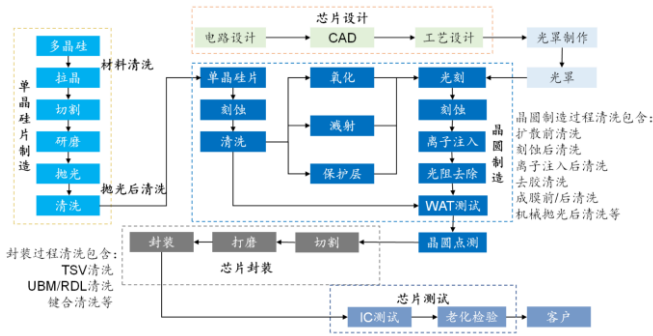 芯片设计
电路设计
CAD
工艺设计
光罩制作
光罩
单晶硅片制造
多晶硅
拉晶
切割
研磨
抛光
清洗
材料清洗
抛光后清洗
单晶硅片
刻蚀
清洗
氧化
溅射
保护层
光刻
刻蚀
离子注入
光阻去除
WAT测试
晶圆制造
晶圆制造过程清洗包含：
扩散前清洗
刻蚀后清洗
离子注入后清洗
去胶清洗
成膜前/后清洗
机械抛光后清洗等
晶圆点测
切割
打磨
封装
芯片封装
封装过程清洗包含：
TSV清洗
UBM/RDL清洗
键合清洗等
芯片测试
IC测试
老化检验
客户